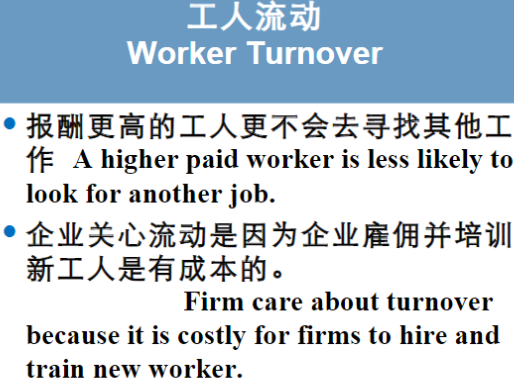 工人流动
Worker Turnover
报酬更高的工人更不会去寻找其他工
作 A higher paid worker is less likely to
look for another job.
企业关心流动是因为企业雇佣并培训
新工人是有成本的。
Firm care about turnover
because it is costly for firms to hire and
train new worker.